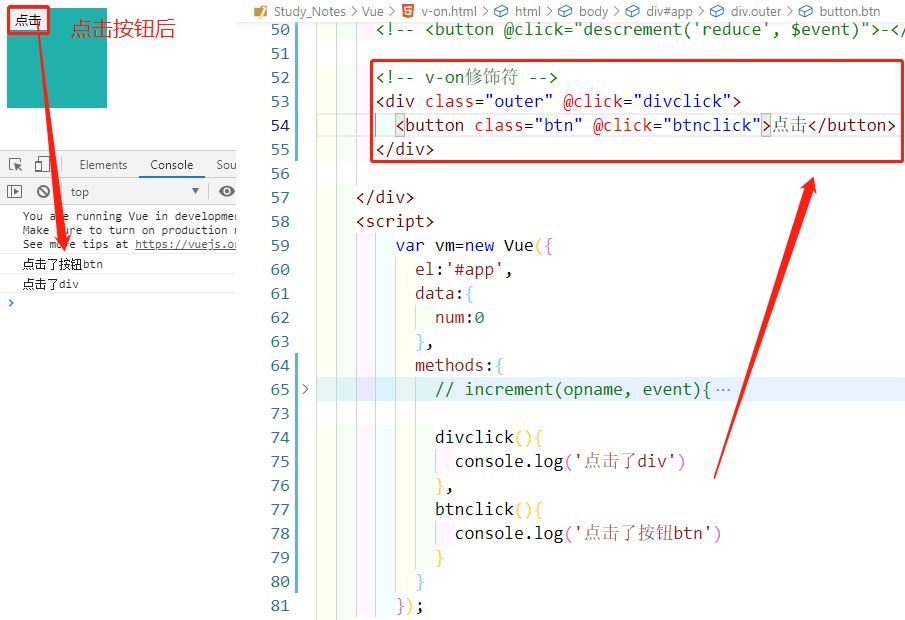 点击
点击按钮后
Elements
Console
Sou
top
You are running Vue in developmen
Make sure to turn on production m
See more tips at https://vuejs.or
点击了按钮btn
点击了div
Study_Notes > Vue > v-on.html > html > body > div#app > div.outer > button.btn
50 <!-- <button @click="descrement('reduce', $event)">-</
51
52 <!-- v-on修饰符 -->
53 <div class="outer" @click="divclick">
54 <button class="btn" @click="btnclick">点击</button>
55 </div>
56
57 </div>
58 <script>
59 var vm=new Vue({
60 el:'#app',
61 data:{
62 num:0
63 },
64 methods:{
65 // increment(opname, event){ ...
73
74 divclick(){
75 console.log('点击了div')
76 },
77 btnclick(){
78 console.log('点击了按钮btn')
79 }
80 }
81 });